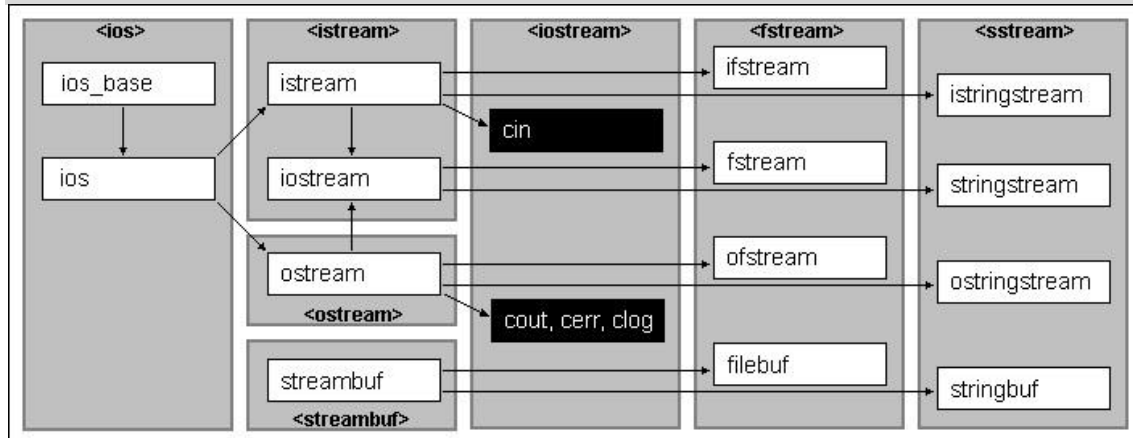 <ios>
ios_base
ios
<istream>
istream
iostream
ostream
<ostream>
streambuf
<streambuf>
<iostream>
cin
cout, cerr, clog
<fstream>
ifstream
fstream
ofstream
filebuf
<sstream>
istringstream
stringstream
ostringstream
stringbuf